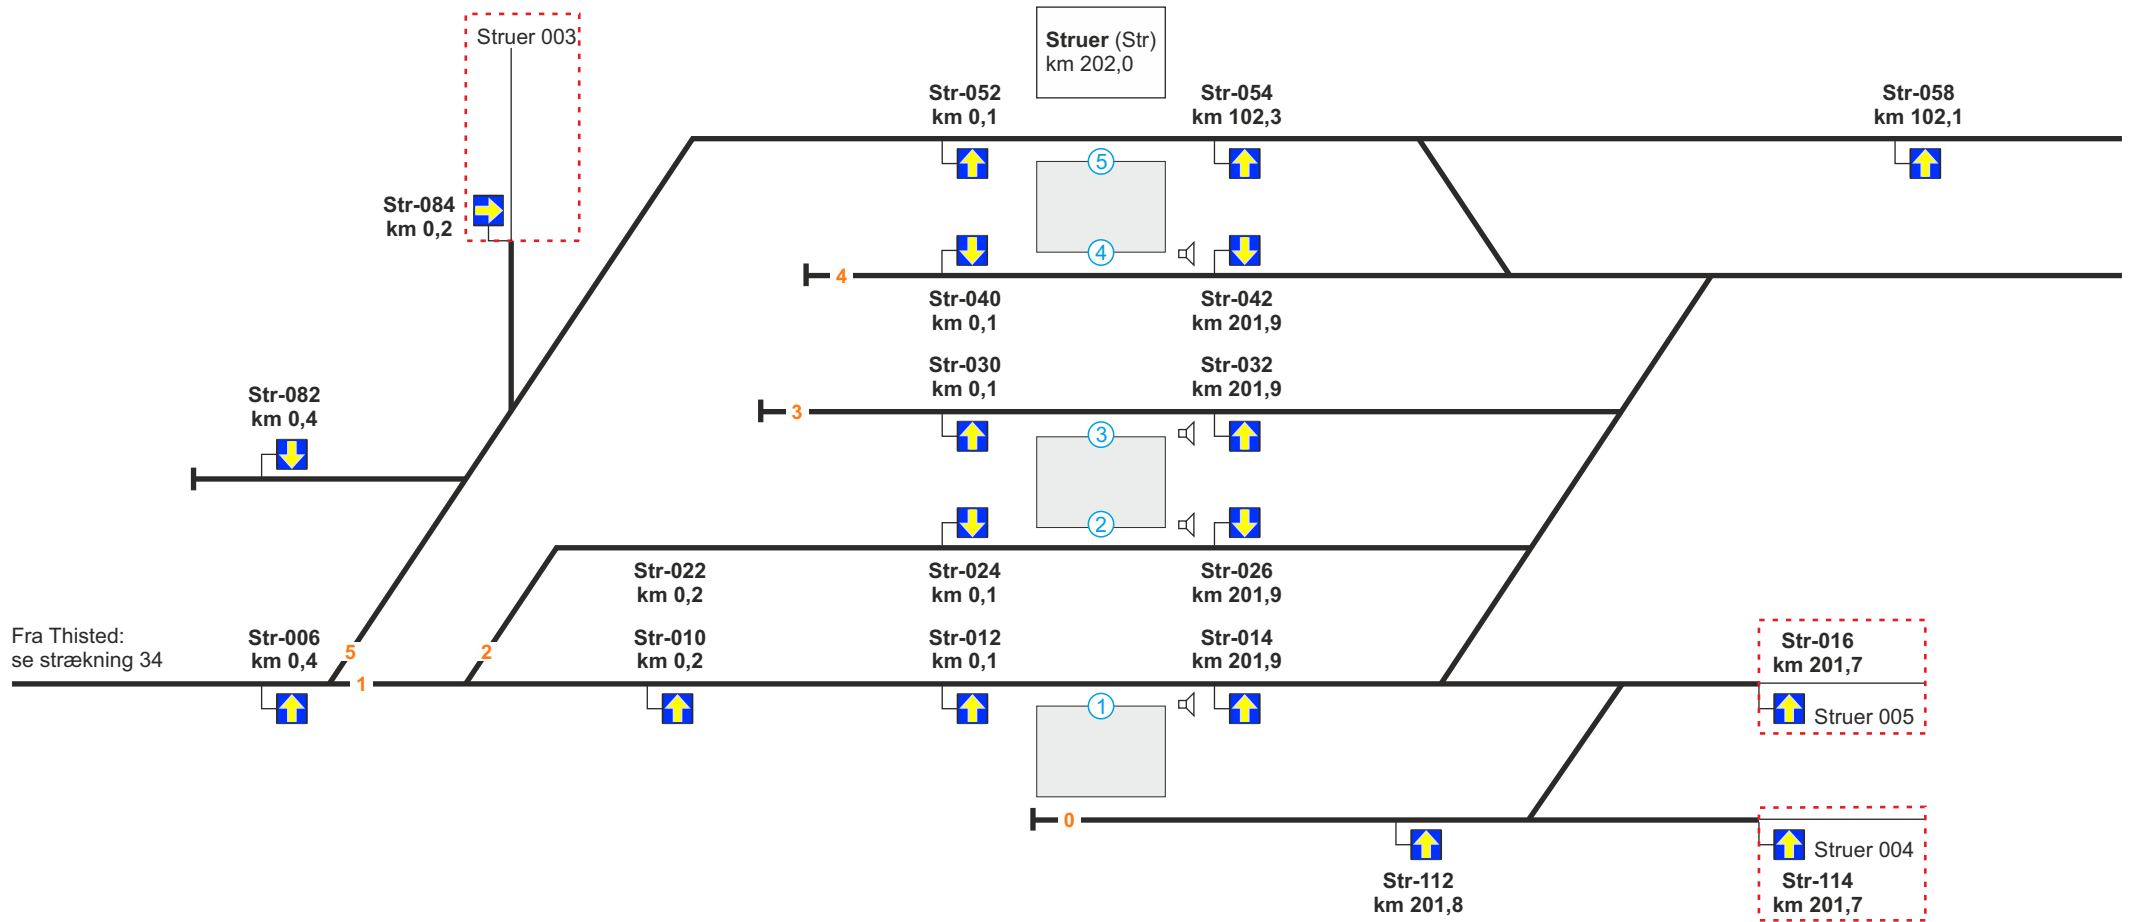 Struer 003
Struer (Str)
km 202,0
Str-052
km 0,1
Str-054
km 102,3
Str-058
km 102,1
5
Str-084
km 0,2
4
4
Str-040
km 0,1
Str-042
km 201,9
Str-030
km 0,1
Str-032
km 201,9
Str-082
km 0,4
3
3
2
Str-022
km 0,2
Str-024
km 0,1
Str-026
km 201,9
Fra Thisted:
se strækning 34
Str-006
km 0,4
5
2
Str-010
km 0,2
Str-012
km 0,1
Str-014
km 201,9
Str-016
km 201,7
1
1
Struer 005
0
Struer 004
Str-112
km 201,8
Str-114
km 201,7